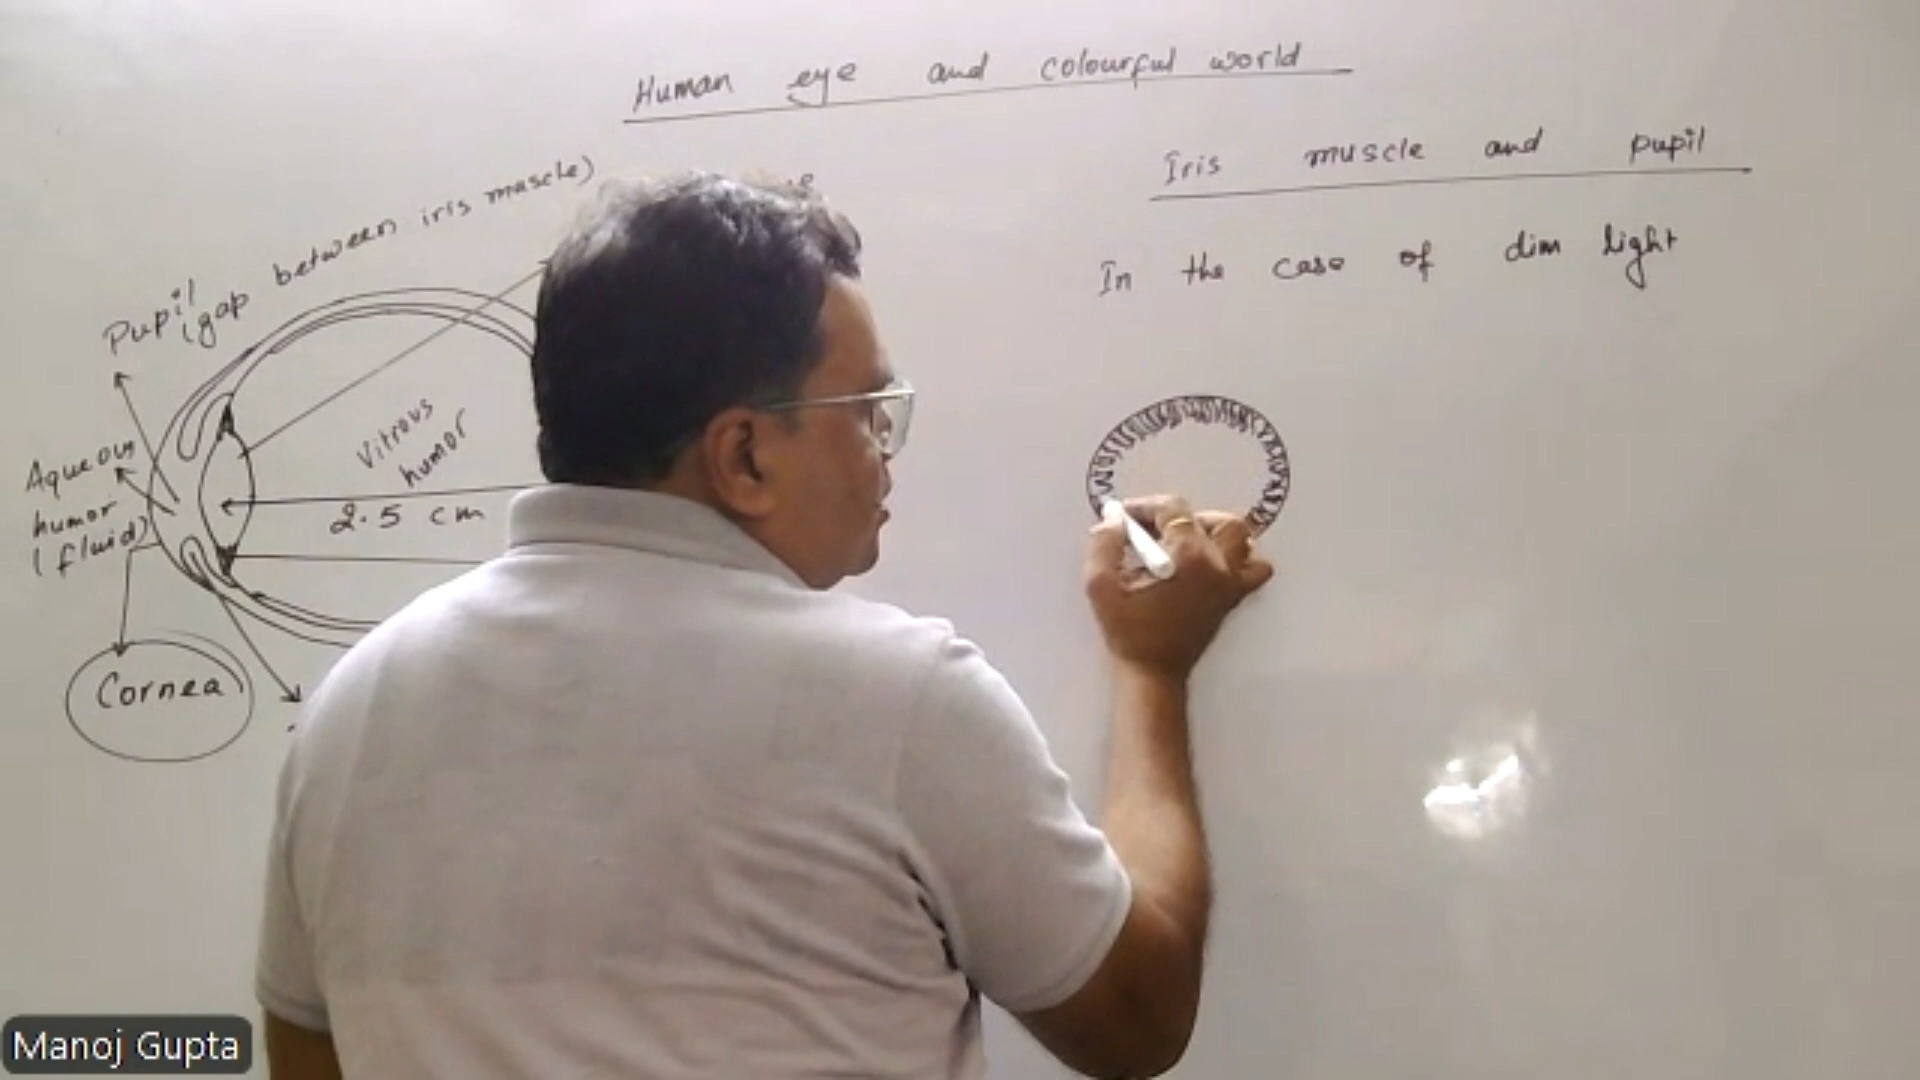 Human eye and colourful world
Iris muscle and pupil
In the case of dim light
Pupil
(gap between iris muscle)
Aqueous
humor
(fluid)
Vitrous
humor
2.5 cm
Cornea
Manoj Gupta